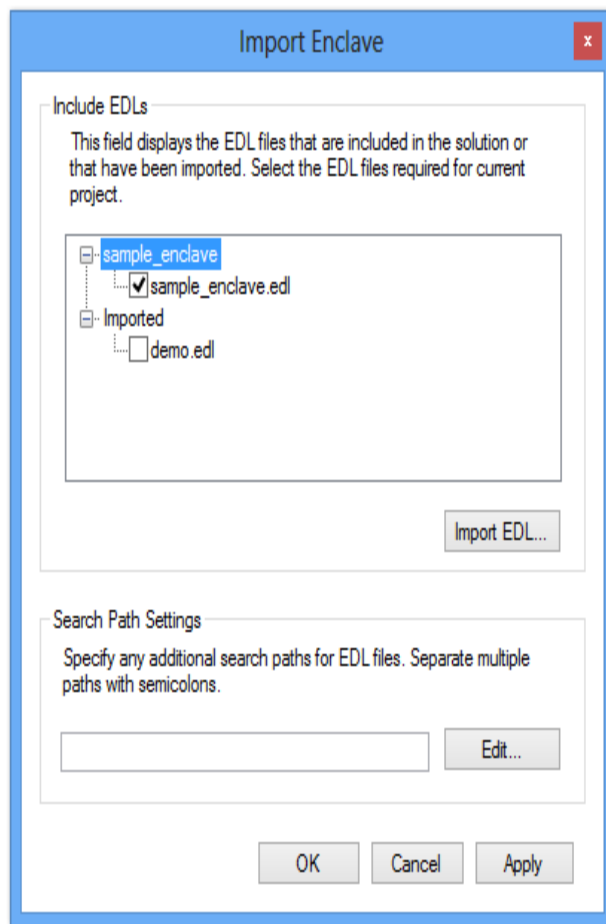 Import Enclave
x
Include EDLs
This field displays the EDL files that are included in the solution or
that have been imported. Select the EDL files required for current
project.
sample_enclave
sample_enclave.edl
Imported
demo.edl
Import EDL...
Search Path Settings
Specify any additional search paths for EDL files. Separate multiple
paths with semicolons.
Edit...
OK Cancel Apply